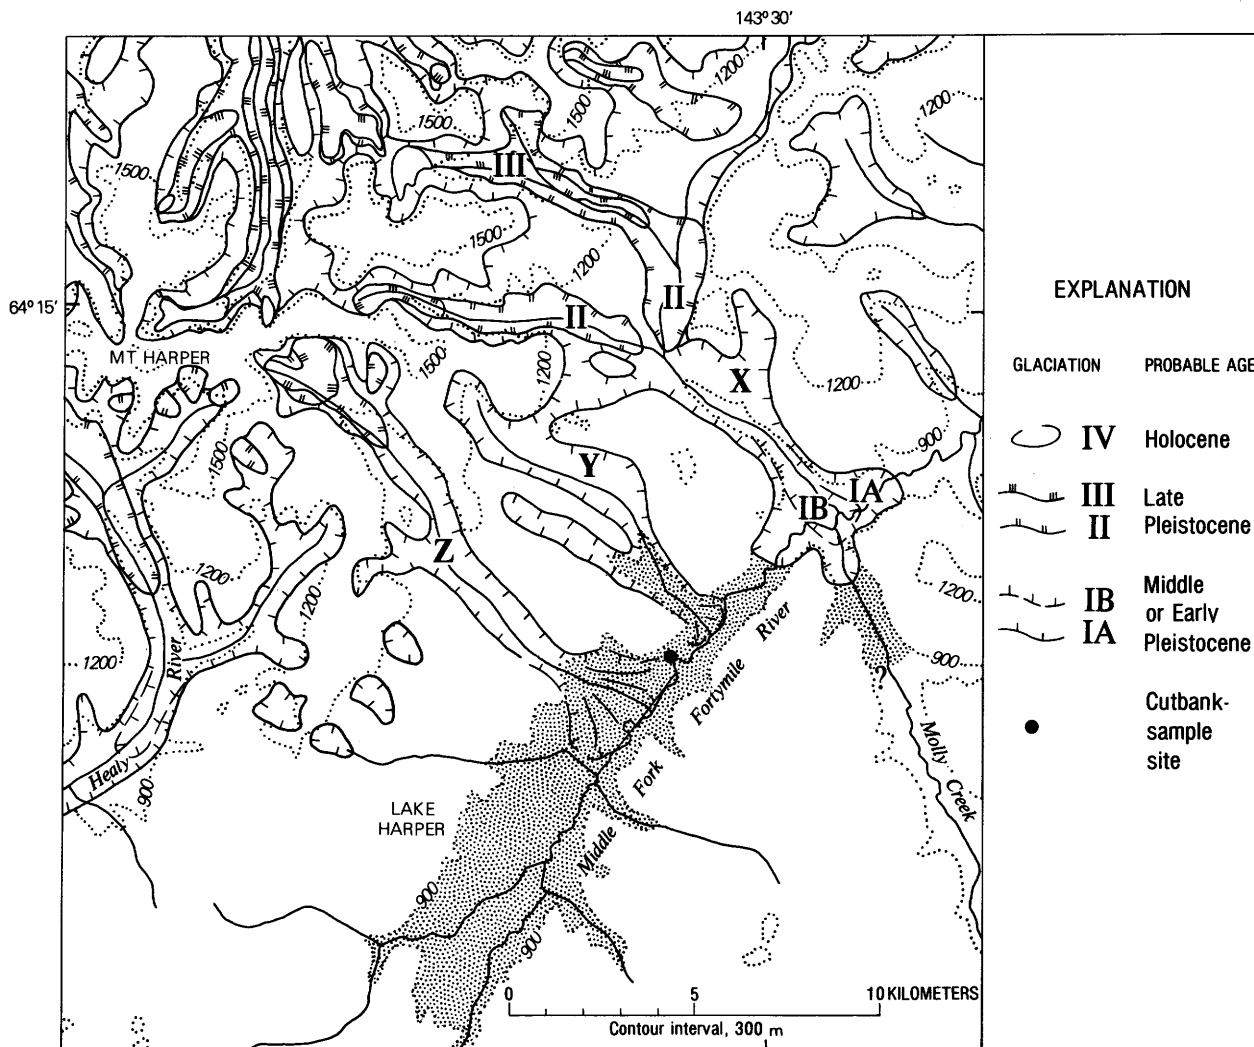 143° 30'
1200
1500
1500
1200
1500
III
1500
1200
II
64° 15'
II
MT HARPER
1500
1200
X
1200
900
1500
Y
IA
IB
Z
1200
1200
1200
1200
River
River
900
Fortymile
?
Healy
900
Fork
Molly Creek
LAKE
HARPER
Middle
900
900
0 5 10 KILOMETERS
Contour interval, 300 m
EXPLANATION
GLACIATION PROBABLE AGE
IV Holocene
III Late
II Pleistocene
IB Middle
or Early
IA Pleistocene
Cutbank-
sample
site